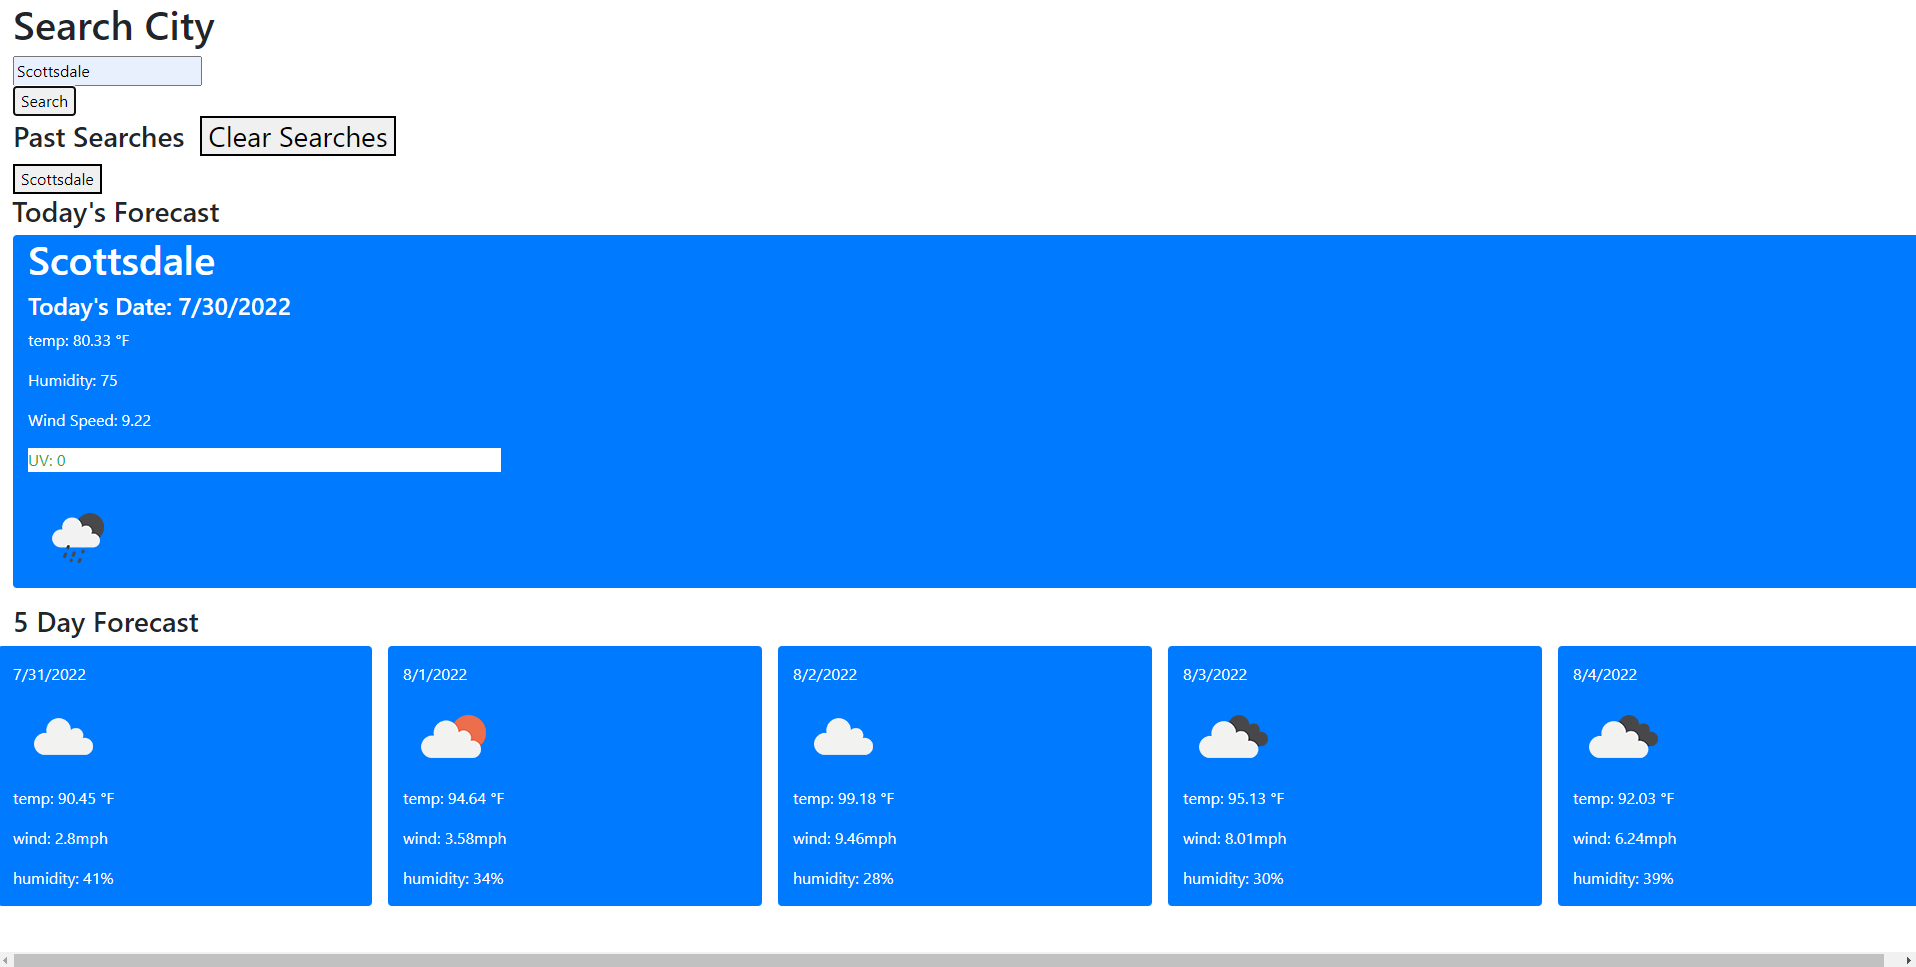 Search City
Scottsdale
Search
Past Searches Clear Searches
Scottsdale
Today's Forecast
Scottsdale
Today's Date: 7/30/2022
temp: 80.33 °F
Humidity: 75
Wind Speed: 9.22
UV: 0
5 Day Forecast
7/31/2022
temp: 90.45 °F
wind: 2.8mph
humidity: 41%
8/1/2022
temp: 94.64 °F
wind: 3.58mph
humidity: 34%
8/2/2022
temp: 99.18 °F
wind: 9.46mph
humidity: 28%
8/3/2022
temp: 95.13 °F
wind: 8.01mph
humidity: 30%
8/4/2022
temp: 92.03 °F
wind: 6.24mph
humidity: 39%